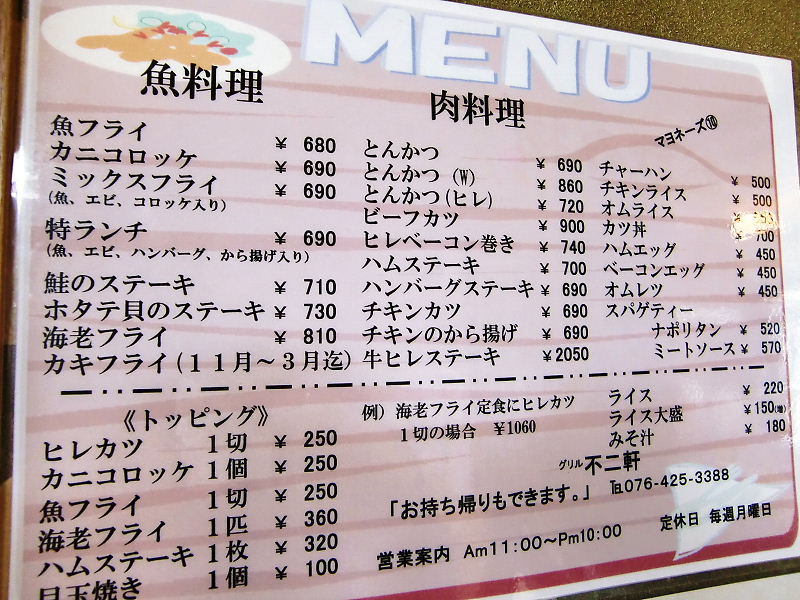 MENU
魚料理
魚フライ ¥ 680
カニコロッケ ¥ 690
ミックスフライ ¥ 690
(魚、エビ、コロッケ入り)
特ランチ ¥ 690
(魚、エビ、ハンバーグ、から揚げ入り)
鮭のステーキ ¥ 710
ホタテ貝のステーキ ¥ 730
海老フライ ¥ 810
カキフライ(11月~3月迄)
肉料理
とんかつ ¥ 690
とんかつ (W) ¥ 860
とんかつ(ヒレ) ¥ 720
ビーフカツ ¥ 900
ヒレベーコン巻き ¥ 740
ハムステーキ ¥ 700
ハンバーグステーキ ¥ 690
チキンカツ ¥ 690
チキンのから揚げ ¥ 690
牛ヒレステーキ ¥2050
マヨネーズ⑩
チャーハン ¥ 500
チキンライス ¥ 500
オムライス ¥
カツ丼 ¥ 700
ハムエッグ ¥ 450
ベーコンエッグ ¥ 450
オムレツ ¥ 450
スパゲティー
ナポリタン ¥ 520
ミートソース ¥ 570
《トッピング》
ヒレカツ 1切 ¥ 250
カニコロッケ 1個 ¥ 250
魚フライ 1切 ¥ 250
海老フライ 1匹 ¥ 360
ハムステーキ 1枚 ¥ 320
目玉焼き 1個 ¥ 100
例) 海老フライ定食にヒレカツ
1切の場合 ¥1060
ライス ¥ 220
ライス大盛 ¥150(増)
みそ汁 ¥ 180
グリル 不二軒
「お持ち帰りもできます。」 ℡076-425-3388
営業案内 Am11:00~Pm10:00 定休日 毎週月曜日